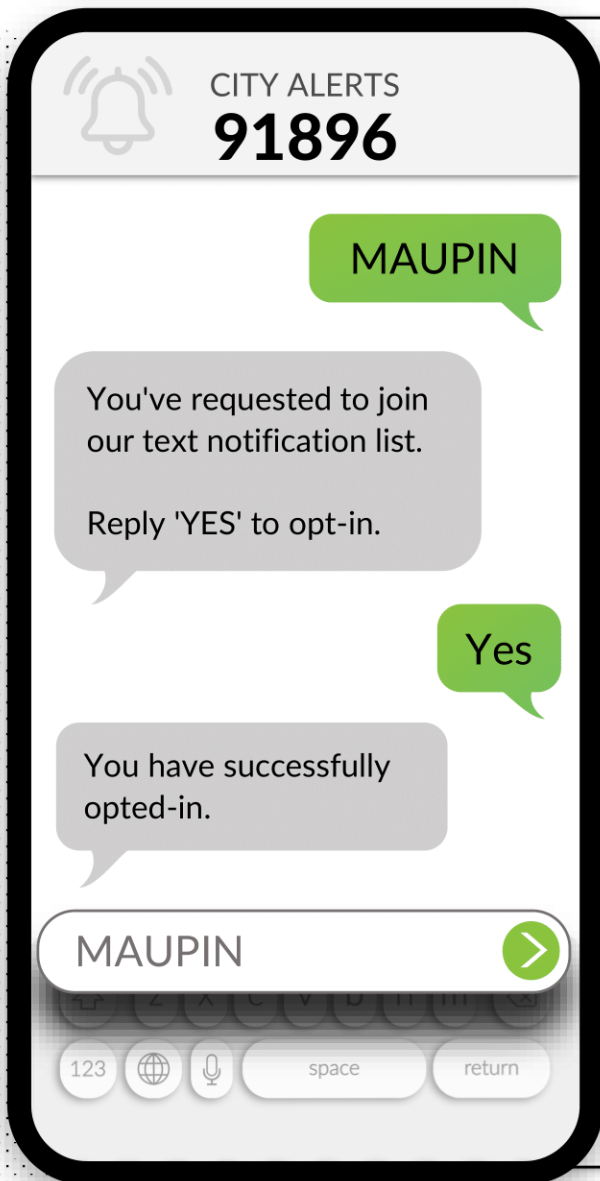 CITY ALERTS
91896
MAUPIN
You've requested to join
our text notification list.
Reply 'YES' to opt-in.
Yes
You have successfully
opted-in.
MAUPIN
Z X C V b n m
123 space return